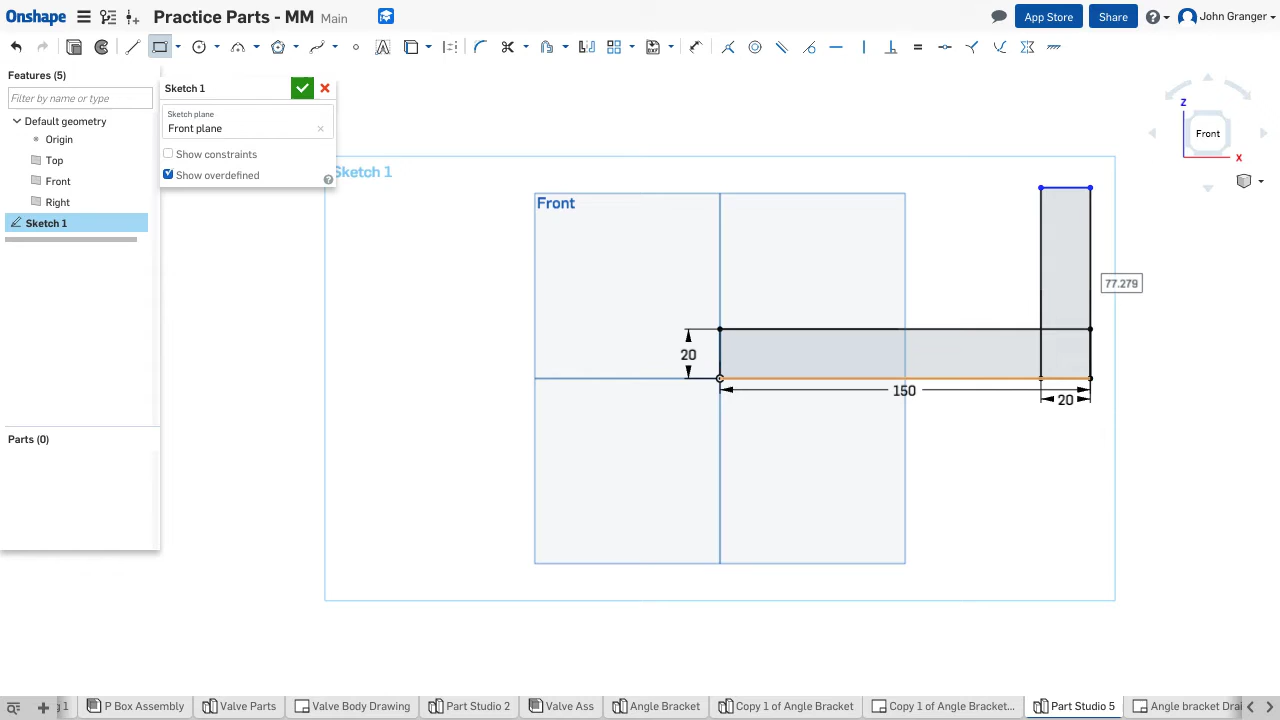 Onshape
Practice Parts - MM Main
App Store
Share
John Granger
Features (5)
Filter by name or type
Default geometry
Origin
Top
Front
Right
Sketch 1
Parts (0)
Sketch 1
Sketch plane
Front plane
Show constraints
Show overdefined
Sketch 1
Front
20
150
20
77.279
Z
Front
X
P Box Assembly
Valve Parts
Valve Body Drawing
Part Studio 2
Valve Ass
Angle Bracket
Copy 1 of Angle Bracket
Copy 1 of Angle Bracket...
Part Studio 5
Angle bracket Dra